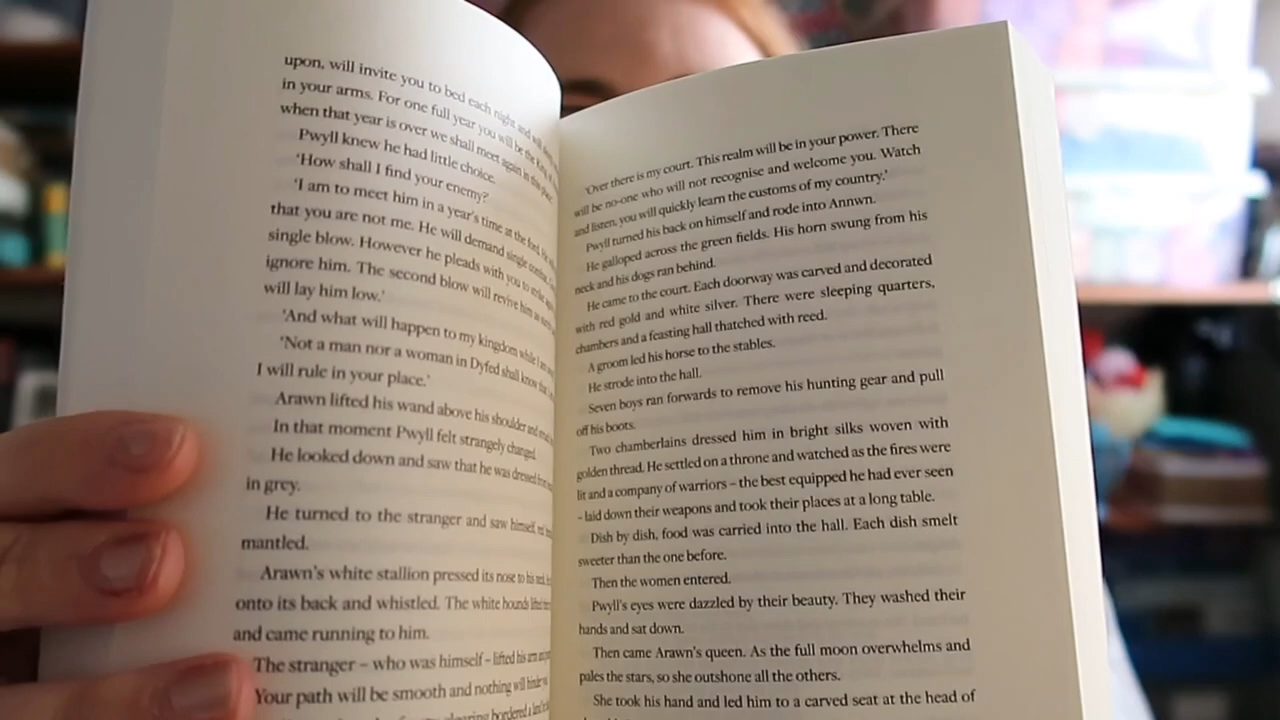 upon, will invite you to bed each night and will
in your arms. For one full year you will be the King of
when that year is over we shall meet again in this place.
Pwyll knew he had little choice.
'How shall I find your enemy?
'I am to meet him in a year's time at the ford. He
that you are not me. He will demand single combat.
single blow. However he pleads with you to strike
ignore him. The second blow will revive him as
will lay him low.'
'And what will happen to my kingdom while I am
'Not a man nor a woman in Dyfed shall know that
I will rule in your place.'
Arawn lifted his wand above his shoulder and
In that moment Pwyll felt strangely changed.
He looked down and saw that he was dressed from
in grey.
He turned to the stranger and saw himself, red
mantled.
Arawn's white stallion pressed its nose to his neck.
onto its back and whistled. The white hounds lifted
and came running to him.
The stranger – who was himself – lifted his arm
'Your path will be smooth and nothing will hinder
bordered a
'Over there is my court. This realm will be in your power. There
will be no-one who will not recognise and welcome you. Watch
and listen, you will quickly learn the customs of my country.'
Pwyll turned his back on himself and rode into Annwn.
He galloped across the green fields. His horn swung from his
neck and his dogs ran behind.
He came to the court. Each doorway was carved and decorated
with red gold and white silver. There were sleeping quarters,
chambers and a feasting hall thatched with reed.
A groom led his horse to the stables.
He strode into the hall.
Seven boys ran forwards to remove his hunting gear and pull
off his boots.
Two chamberlains dressed him in bright silks woven with
golden thread. He settled on a throne and watched as the fires were
lit and a company of warriors – the best equipped he had ever seen
– laid down their weapons and took their places at a long table.
Dish by dish, food was carried into the hall. Each dish smelt
sweeter than the one before.
Then the women entered.
Pwyll's eyes were dazzled by their beauty. They washed their
hands and sat down.
Then came Arawn's queen. As the full moon overwhelms and
pales the stars, so she outshone all the others.
She took his hand and led him to a carved seat at the head of